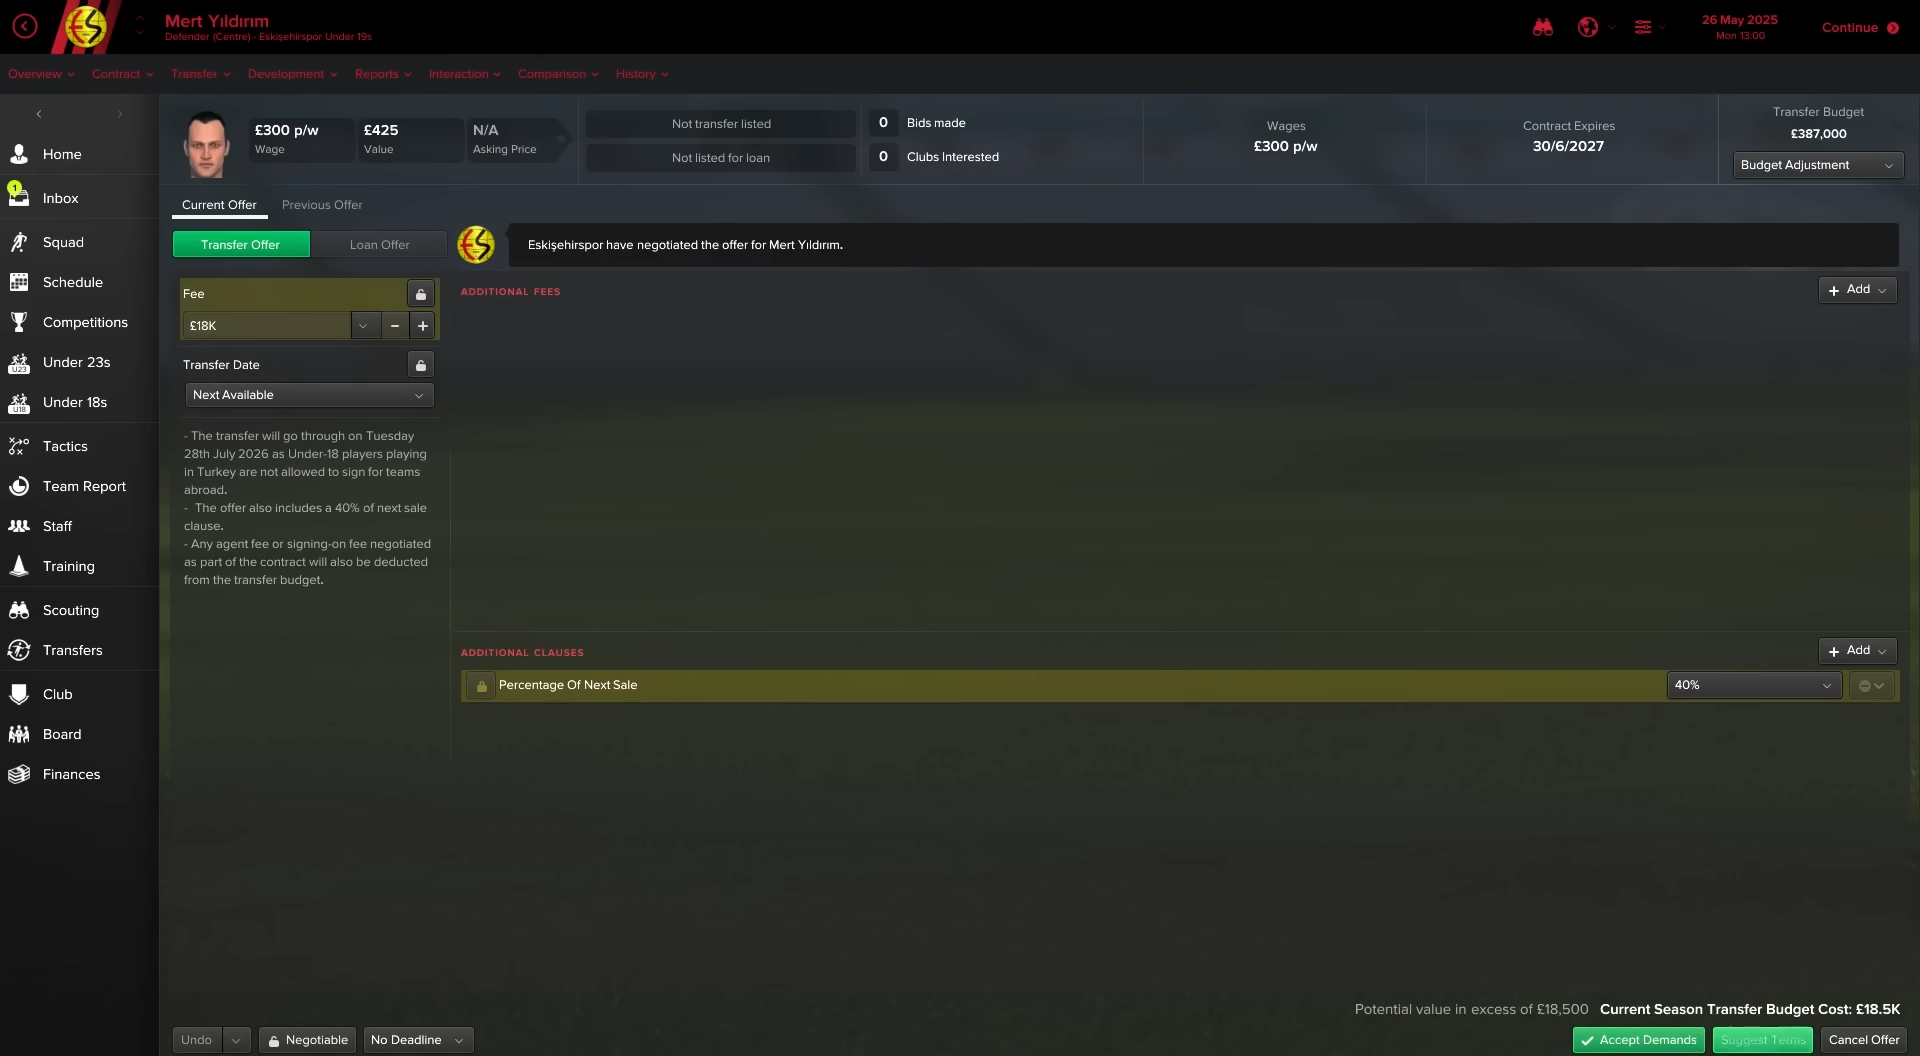 Mert Yıldırım
Defender (Centre) - Eskişehirspor Under 19s
26 May 2025
Mon 13:00
Continue
Overview
Contract
Transfer
Development
Reports
Interaction
Comparison
History
Home
1
Inbox
Squad
Schedule
Competitions
U23
Under 23s
U18
Under 18s
Tactics
Team Report
Staff
Training
Scouting
Transfers
Club
Board
Finances
£300 p/w
Wage
£425
Value
N/A
Asking Price
Not transfer listed
Not listed for loan
0 Bids made
0 Clubs Interested
Wages
£300 p/w
Contract Expires
30/6/2027
Transfer Budget
£387,000
Budget Adjustment
Current Offer
Previous Offer
Transfer Offer
Loan Offer
ES
Eskişehirspor have negotiated the offer for Mert Yıldırım.
Fee
£18K
Transfer Date
Next Available
- The transfer will go through on Tuesday
28th July 2026 as Under-18 players playing
in Turkey are not allowed to sign for teams
abroad.
- The offer also includes a 40% of next sale
clause.
- Any agent fee or signing-on fee negotiated
as part of the contract will also be deducted
from the transfer budget.
ADDITIONAL FEES
+ Add
ADDITIONAL CLAUSES
+ Add
Percentage Of Next Sale
40%
Potential value in excess of £18,500 Current Season Transfer Budget Cost: £18.5K
Undo
Negotiable
No Deadline
Accept Demands
Suggest Terms
Cancel Offer